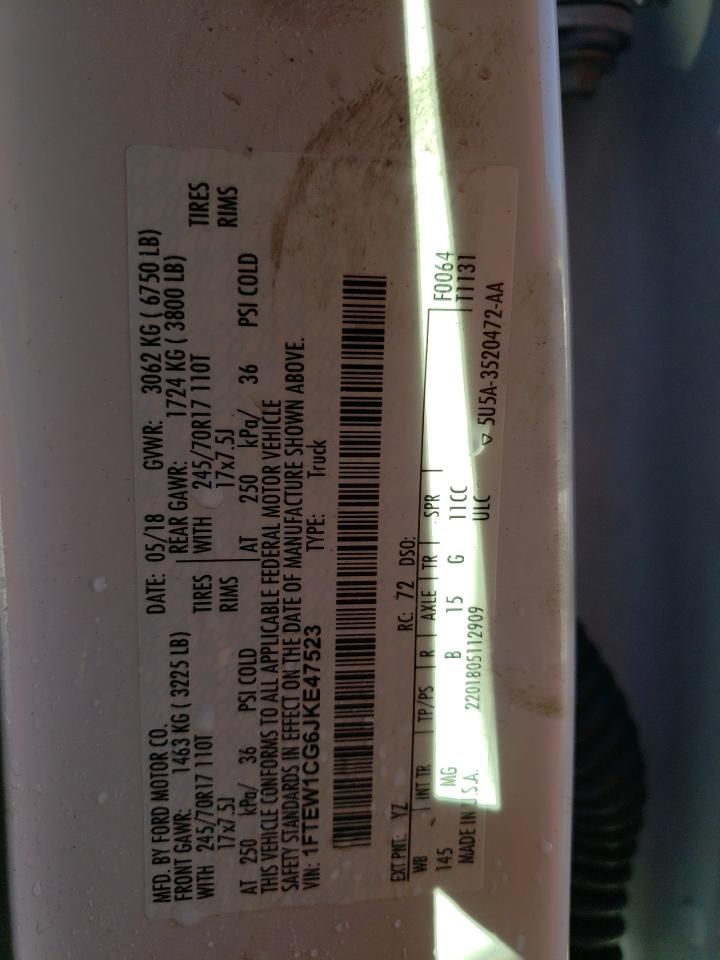 MFD. BY FORD MOTOR CO.
DATE: 05/18 GVWR: 3062 KG ( 6750 LB)
FRONT GAWR: 1463 KG ( 3225 LB)
REAR GAWR: 1724 KG ( 3800 LB)
WITH 245/70R17 110T TIRES
WITH 245/70R17 110T TIRES
17x7.5J RIMS
17x7.5J RIMS
AT 250 kPa/ 36 PSI COLD
AT 250 kPa/ 36 PSI COLD
THIS VEHICLE CONFORMS TO ALL APPLICABLE FEDERAL MOTOR VEHICLE
SAFETY STANDARDS IN EFFECT ON THE DATE OF MANUFACTURE SHOWN ABOVE.
VIN: 1FTEW1CG6JKE47523 TYPE: Truck
EXT PNT: YZ RC: 72 DSO:
WB INT TR TP/PS R AXLE TR SPR F0064
145 MG B 15 G 11CC T1131
MADE IN U.S.A. 2201805112909 ULC
5U5A-3520472-AA